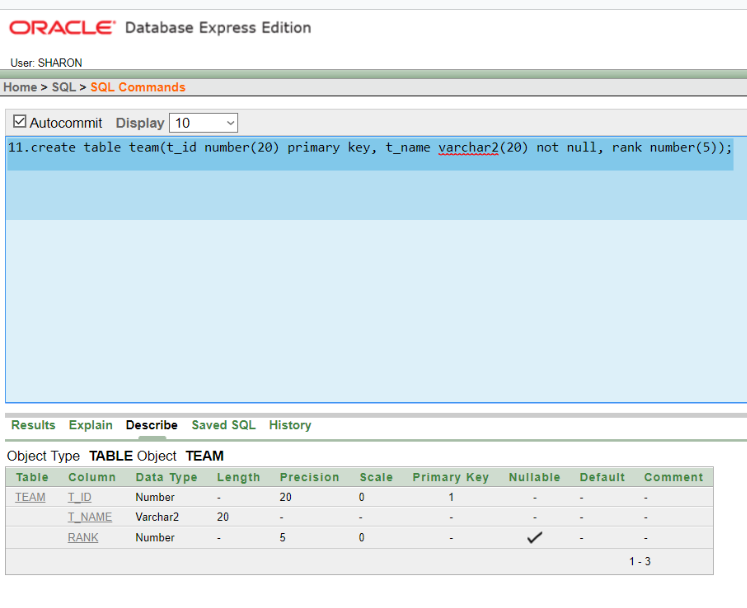 ORACLE® Database Express Edition
User: SHARON
Home > SQL > SQL Commands
Autocommit Display 10
11.create table team(t_id number(20) primary key, t_name varchar2(20) not null, rank number(5));
Results Explain Describe Saved SQL History
Object Type TABLE Object TEAM
Table Column Data Type Length Precision Scale Primary Key Nullable Default Comment
TEAM T_ID Number - 20 0 1 - - -
T_NAME Varchar2 20 - - - - - -
RANK Number - 5 0 - ✓ - -
1 - 3